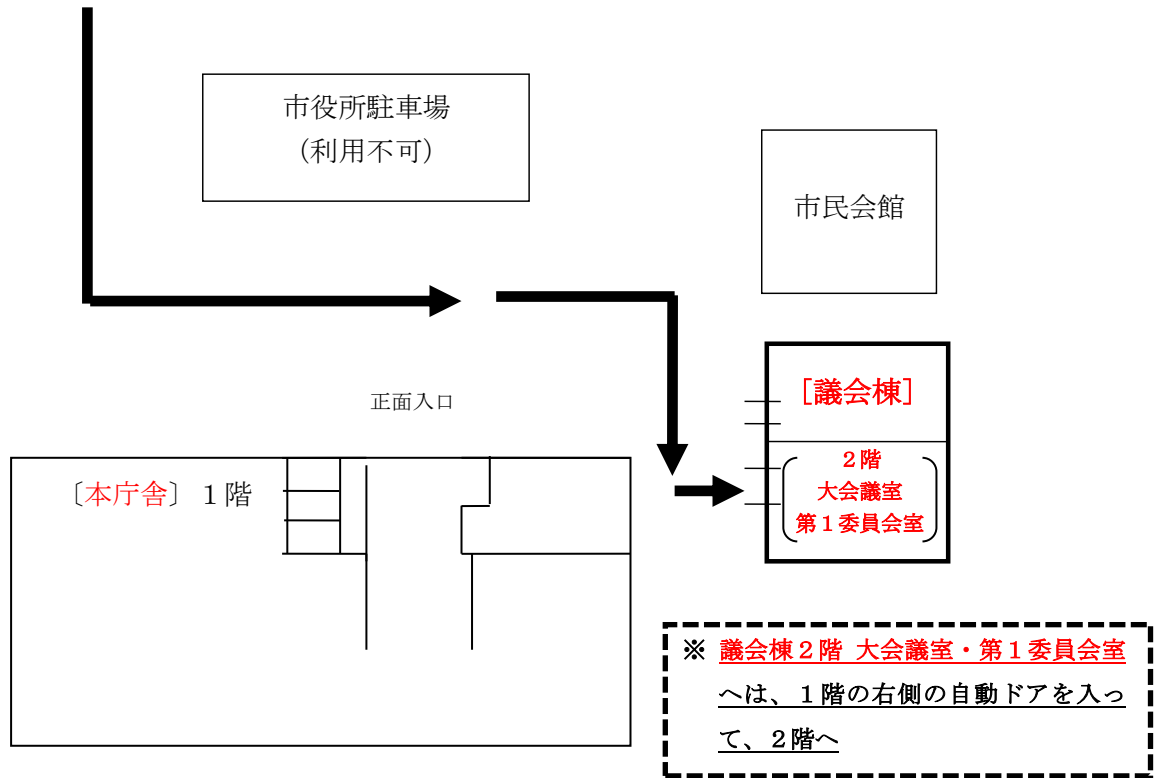 市役所駐車場
（利用不可）
市民会館
正面入口
［議会棟］
２階
大会議室
第１委員会室
〔本庁舎〕１階
※ 議会棟２階 大会議室・第１委員会室
へは、１階の右側の自動ドアを入っ
て、２階へ